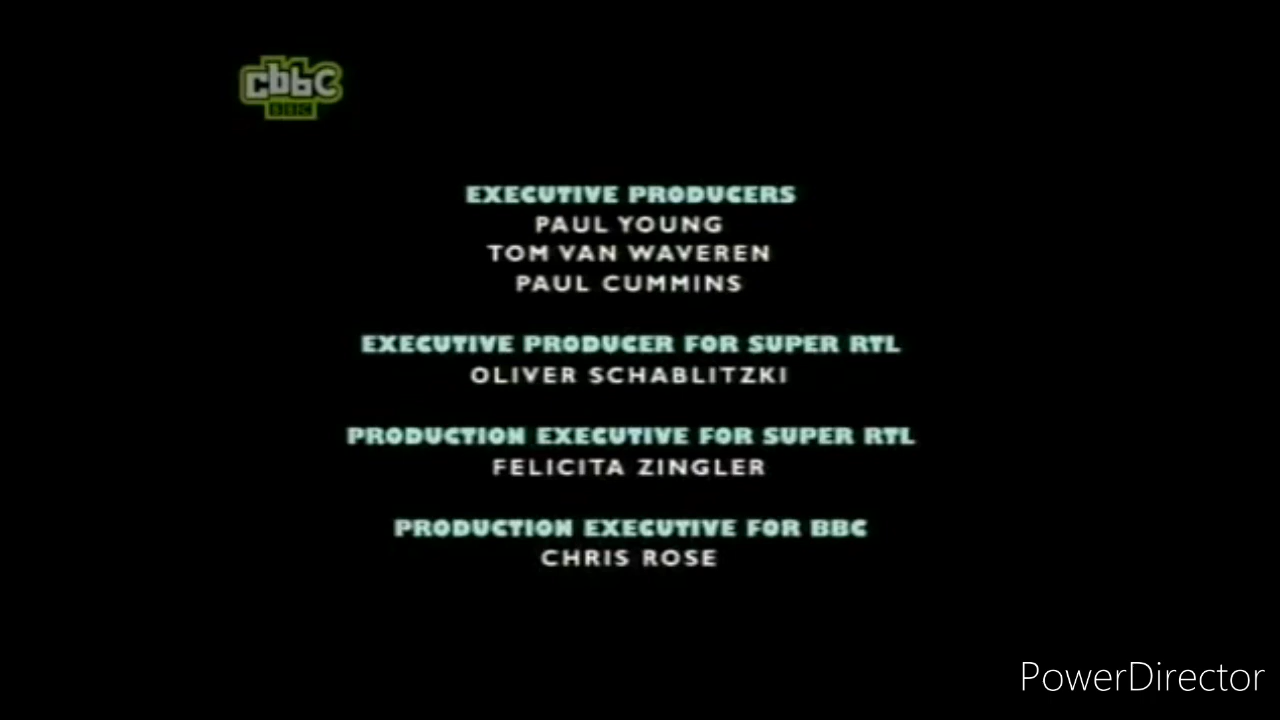 cbbc
BBC
EXECUTIVE PRODUCERS
PAUL YOUNG
TOM VAN WAVEREN
PAUL CUMMINS
EXECUTIVE PRODUCER FOR SUPER RTL
OLIVER SCHABLITZKI
PRODUCTION EXECUTIVE FOR SUPER RTL
FELICITA ZINGLER
PRODUCTION EXECUTIVE FOR BBC
CHRIS ROSE
PowerDirector